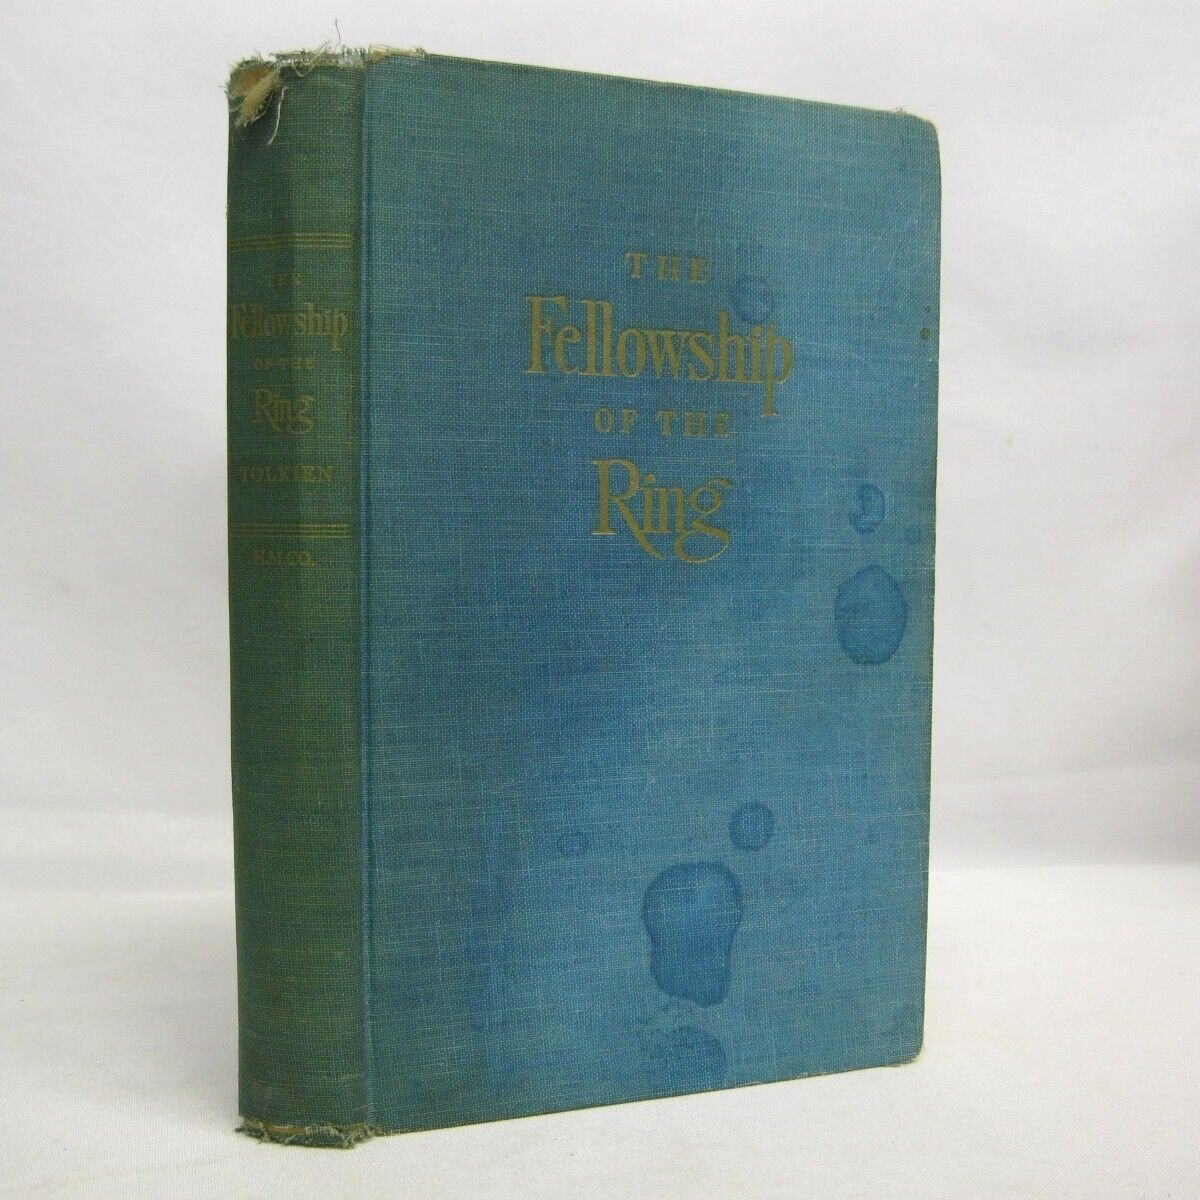 THE
Fellowship
OF THE
Ring
TOLKIEN
H.M.CO.
THE
Fellowship
OF THE
Ring